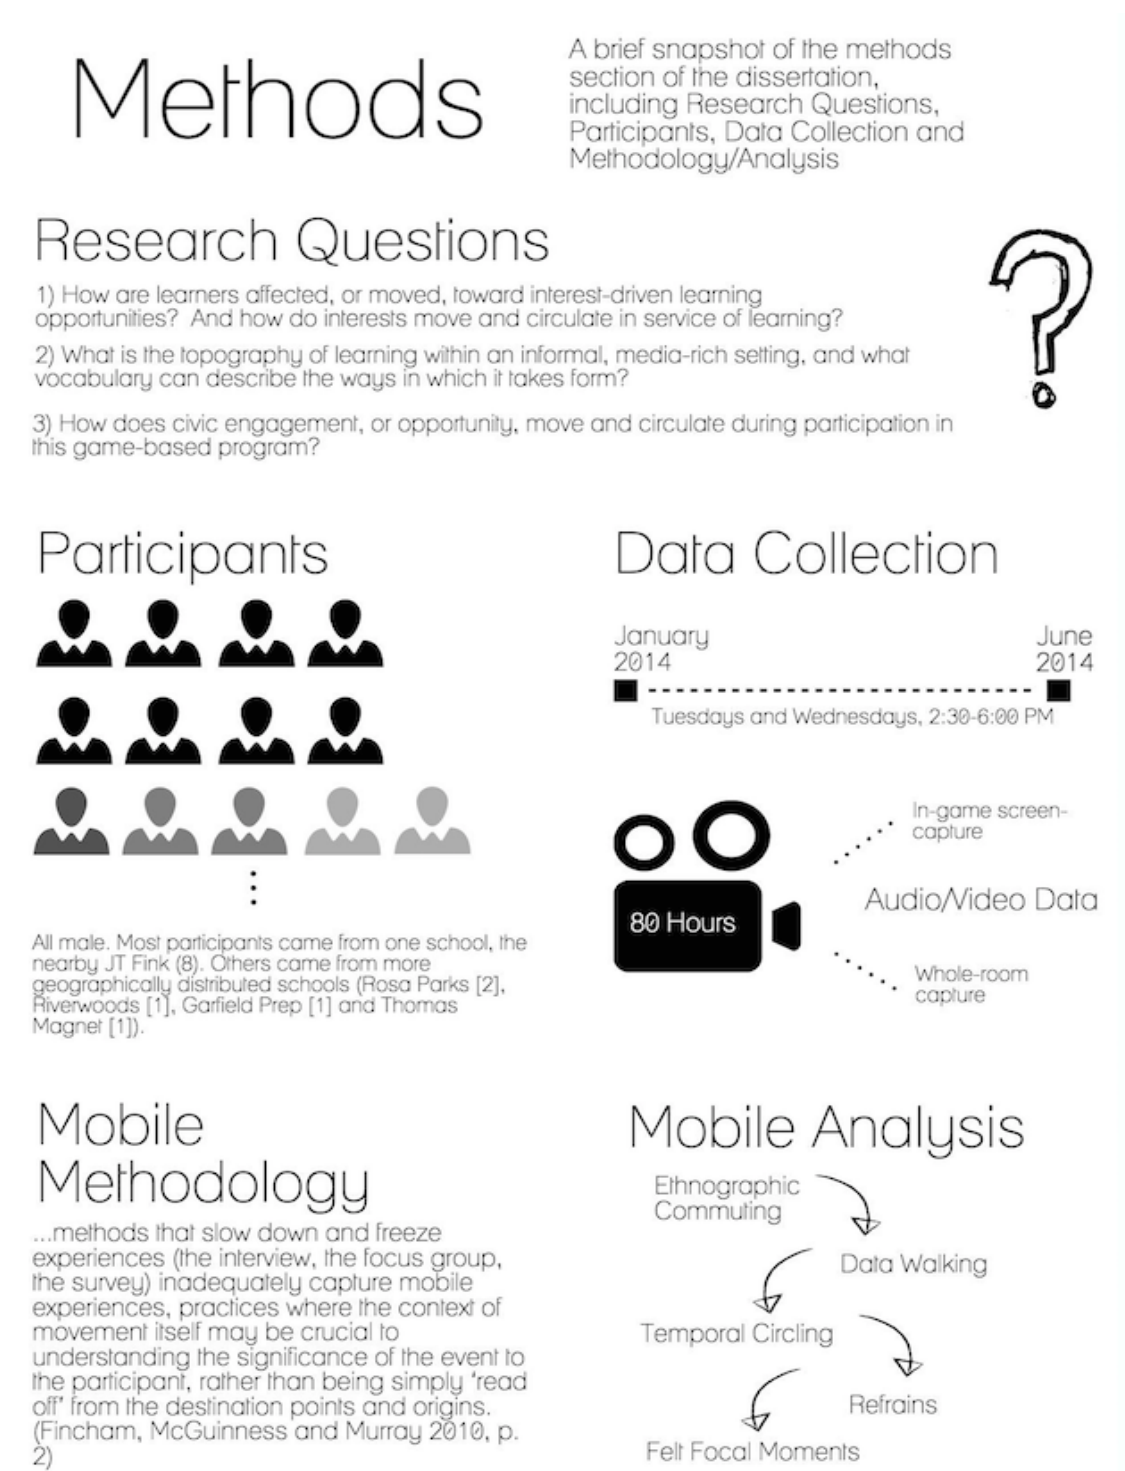 Methods
A brief snapshot of the methods
section of the dissertation,
including Research Questions,
Participants, Data Collection and
Methodology/Analysis
Research Questions
1) How are learners affected, or moved, toward interest-driven learning
opportunities? And how do interests move and circulate in service of learning?
2) What is the topography of learning within an informal, media-rich setting, and what
vocabulary can describe the ways in which it takes form?
3) How does civic engagement, or opportunity, move and circulate during participation in
this game-based program?
Participants
All male. Most participants came from one school, the
nearby JT Fink (8). Others came from more
geographically distributed schools (Rosa Parks [2],
Riverwoods [1], Garfield Prep [1] and Thomas
Magnet [1]).
Data Collection
January
2014
June
2014
Tuesdays and Wednesdays, 2:30-6:00 PM
80 Hours
In-game screen-
capture
Audio/Video Data
Whole-room
capture
Mobile
Methodology
...methods that slow down and freeze
experiences (the interview, the focus group,
the survey) inadequately capture mobile
experiences, practices where the context of
movement itself may be crucial to
understanding the significance of the event to
the participant, rather than being simply 'read
off' from the destination points and origins.
(Fincham, McGuinness and Murray 2010, p.
2)
Mobile Analysis
Ethnographic
Commuting
Data Walking
Temporal Circling
Refrains
Felt Focal Moments